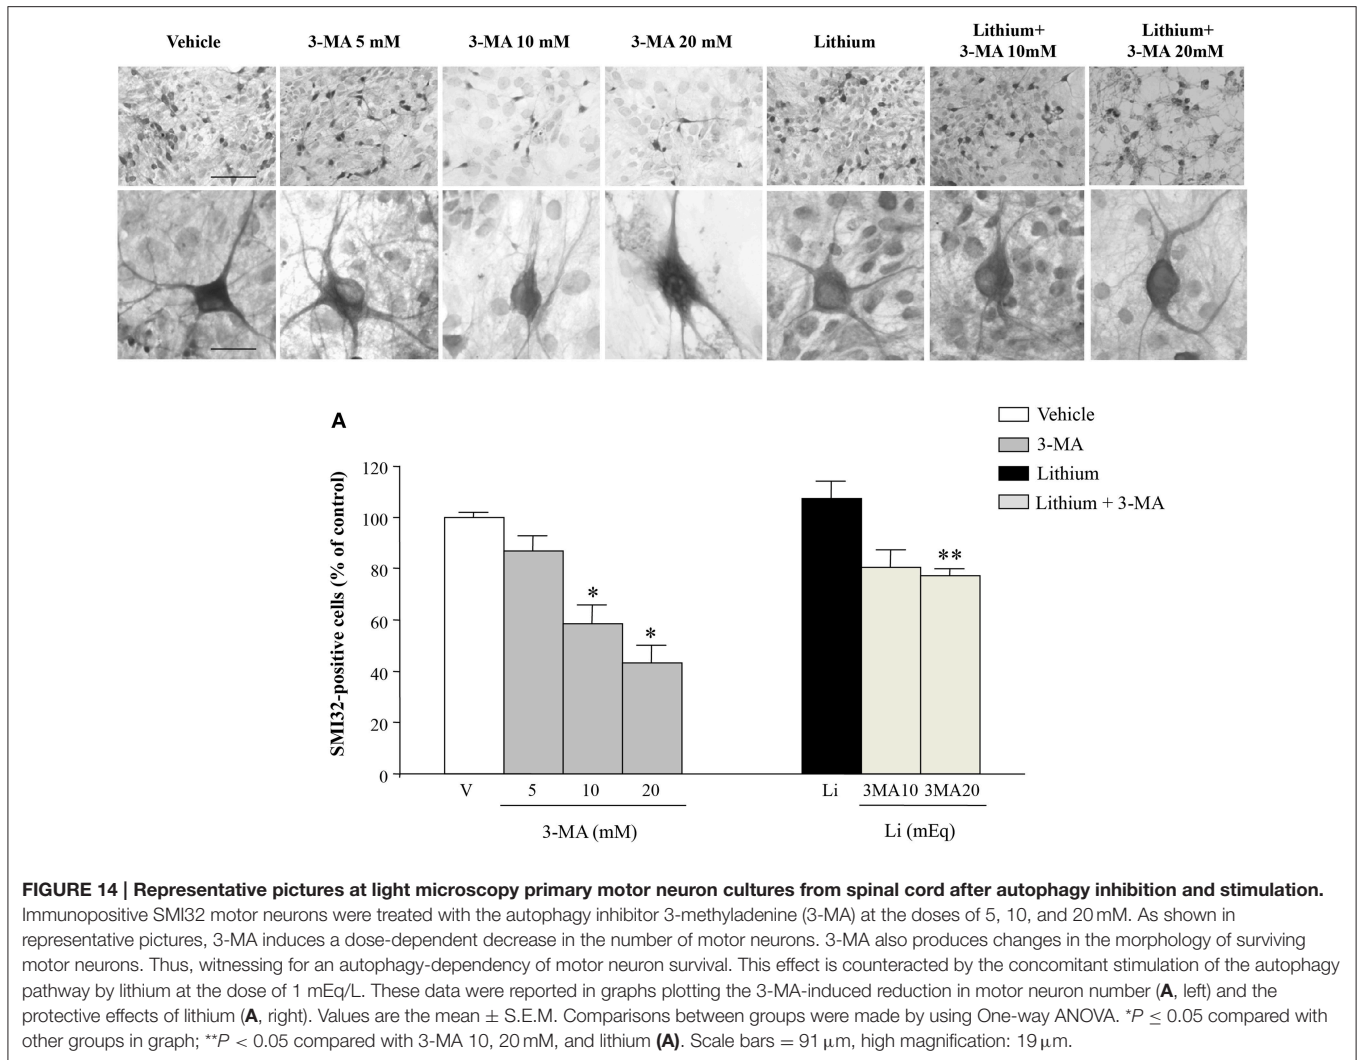 Vehicle
3-MA 5 mM
3-MA 10 mM
3-MA 20 mM
Lithium
Lithium+
3-MA 10mM
Lithium+
3-MA 20mM
A
Vehicle
3-MA
Lithium
Lithium + 3-MA
SMI32-positive cells (% of control)
120
100
80
60
40
20
0
*
*
**
V
5
10
20
Li
3MA10
3MA20
3-MA (mM)
Li (mEq)
FIGURE 14 | Representative pictures at light microscopy primary motor neuron cultures from spinal cord after autophagy inhibition and stimulation.
Immunopositive SMI32 motor neurons were treated with the autophagy inhibitor 3-methyladenine (3-MA) at the doses of 5, 10, and 20 mM. As shown in
representative pictures, 3-MA induces a dose-dependent decrease in the number of motor neurons. 3-MA also produces changes in the morphology of surviving
motor neurons. Thus, witnessing for an autophagy-dependency of motor neuron survival. This effect is counteracted by the concomitant stimulation of the autophagy
pathway by lithium at the dose of 1 mEq/L. These data were reported in graphs plotting the 3-MA-induced reduction in motor neuron number (A, left) and the
protective effects of lithium (A, right). Values are the mean ± S.E.M. Comparisons between groups were made by using One-way ANOVA. *P ≤ 0.05 compared with
other groups in graph; **P < 0.05 compared with 3-MA 10, 20 mM, and lithium (A). Scale bars = 91 μm, high magnification: 19 μm.